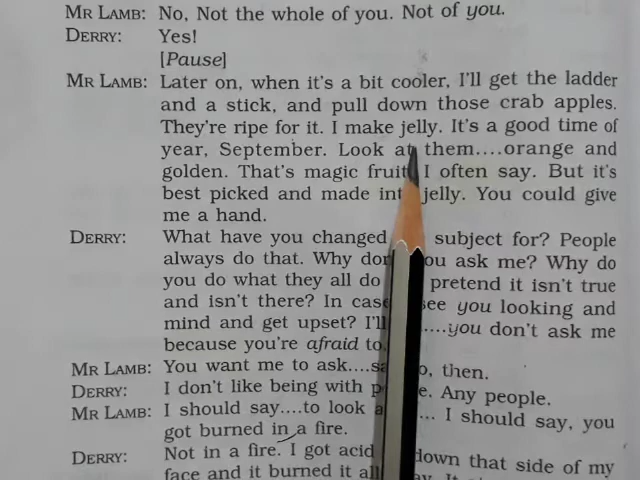 MR LAMB: No, Not the whole of you. Not of you.
DERRY: Yes!
[Pause]
MR LAMB: Later on, when it's a bit cooler, I'll get the ladder
and a stick, and pull down those crab apples.
They're ripe for it. I make jelly. It's a good time of
year, September. Look at them....orange and
golden. That's magic fruit I often say. But it's
best picked and made jelly. You could give
me a hand.
DERRY: What have you changed subject for? People
always do that. Why ask me? Why do
you do what they all do pretend it isn't true
and isn't there? In case see you looking and
mind and get upset? I'll ....you don't ask me
because you're afraid to
MR LAMB: You want me to ask.... then.
DERRY: I don't like being with Any people.
MR LAMB: I should say....to look ... I should say, you
got burned in a fire.
DERRY: Not in a fire. I got acid down that side of my
face and it burned it all